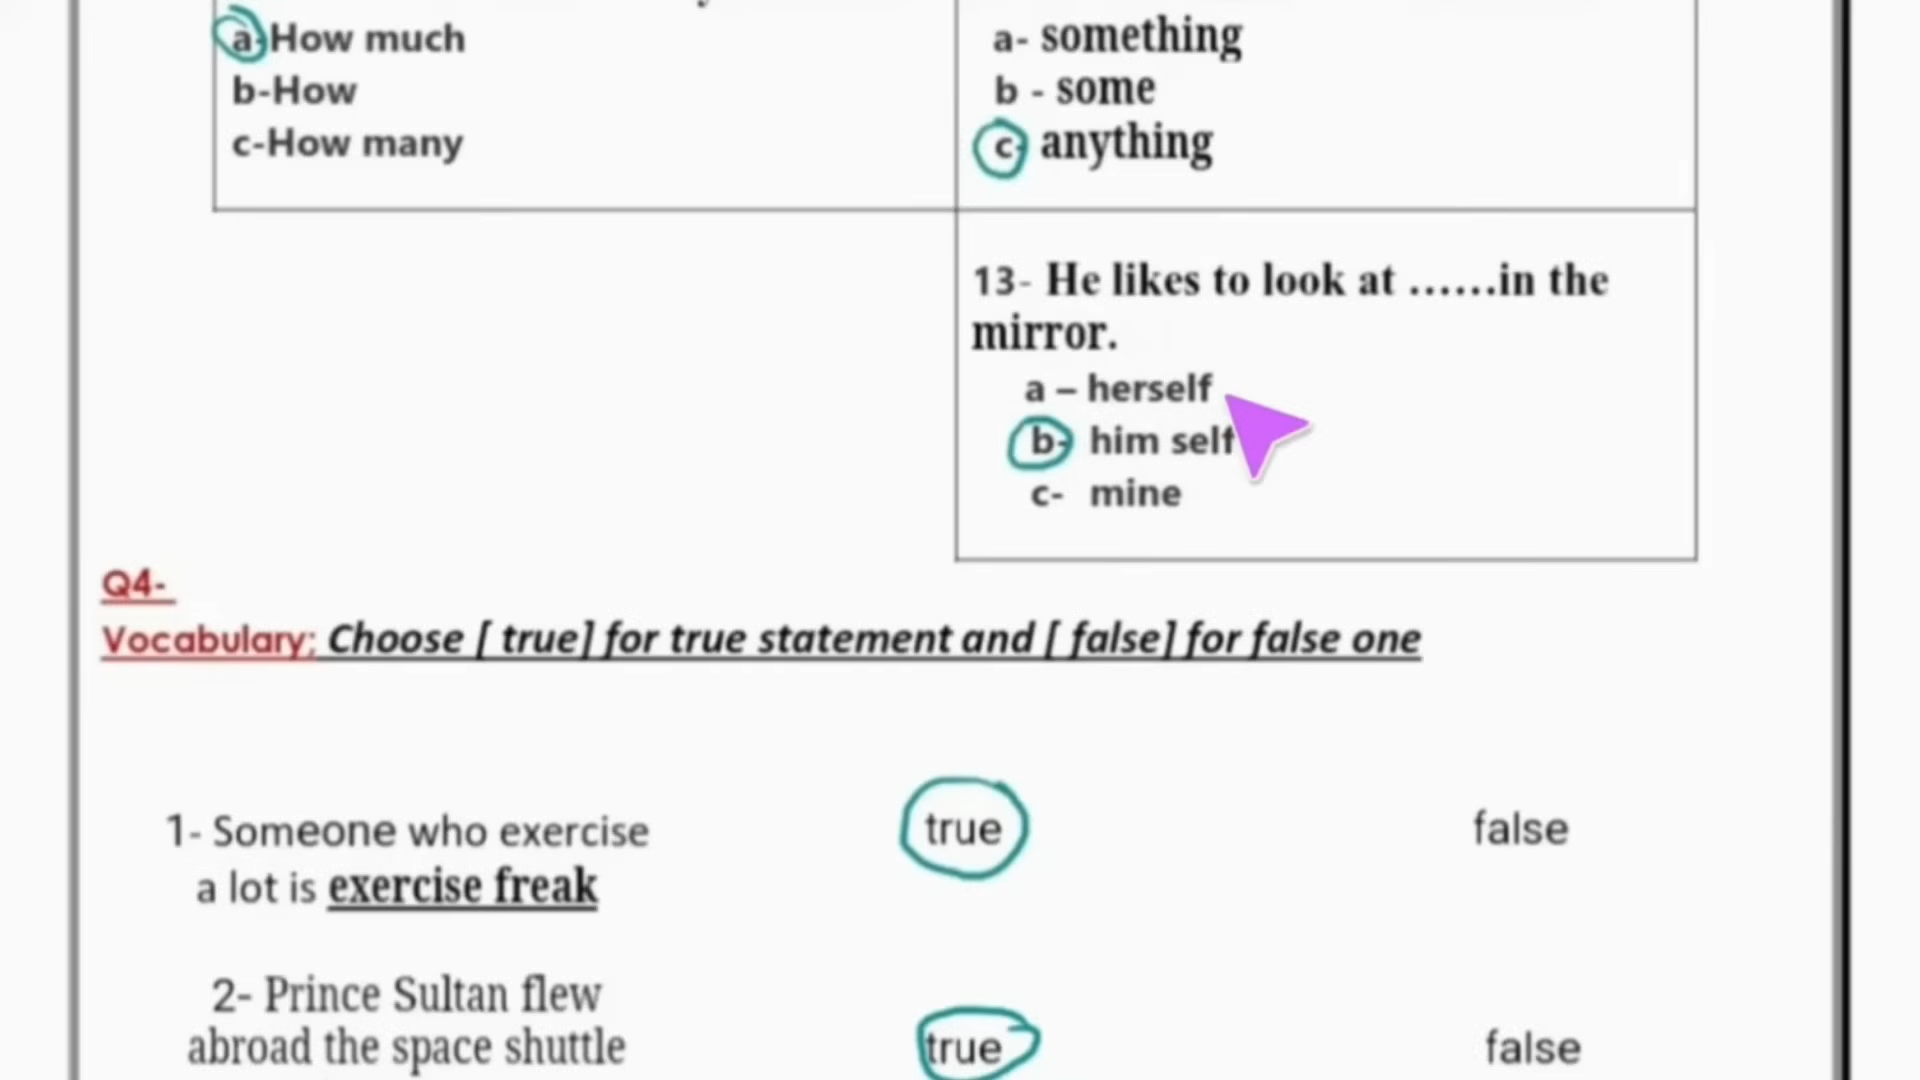 a-How much
b-How
c-How many
a- something
b - some
c- anything
13- He likes to look at ......in the
mirror.
a – herself
b- him self
c- mine
Q4-
Vocabulary; Choose [ true] for true statement and [ false] for false one
1- Someone who exercise
a lot is exercise freak
true
false
2- Prince Sultan flew
abroad the space shuttle
true
false